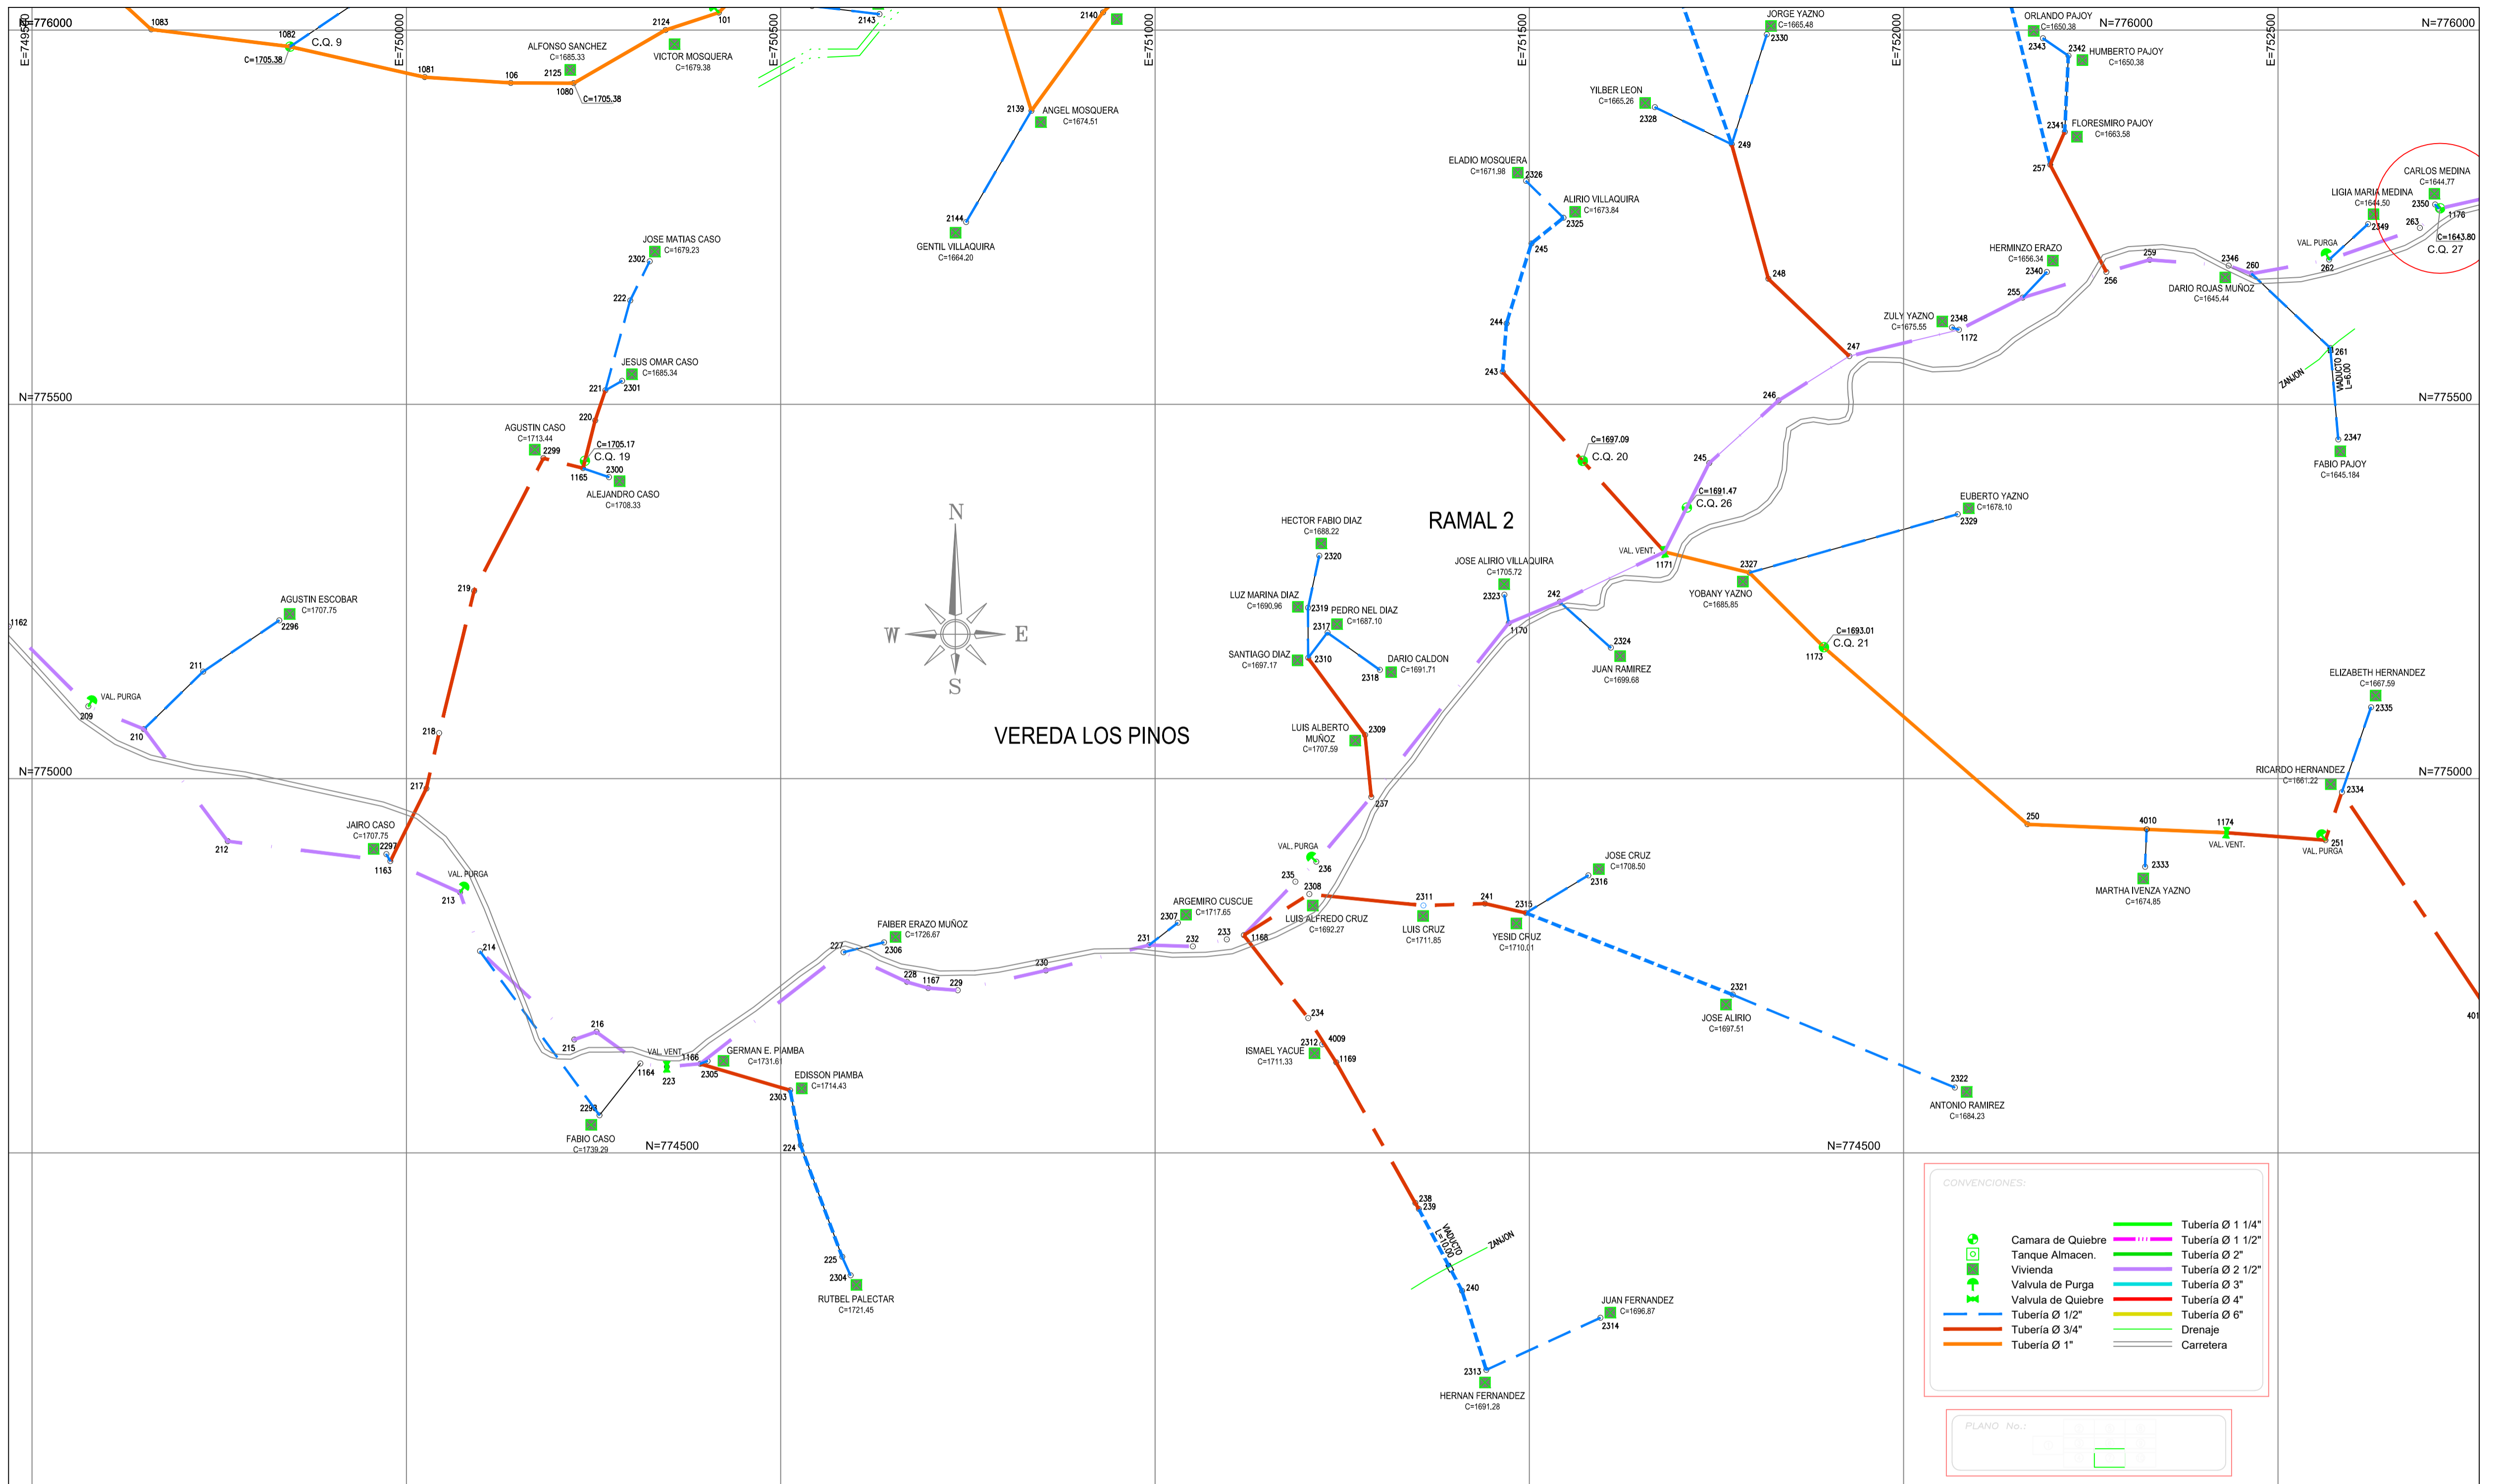 E=749500
N=776000
1083
1082
C.Q. 9
C=1705.38
E=750000
1081
106
ALFONSO SANCHEZ
C=1685.33
2125
1080
C=1705.38
2124
101
VICTOR MOSQUERA
C=1679.38
E=750500
2143
E=751000
2140
2139
ANGEL MOSQUERA
C=1674.51
2144
GENTIL VILLAQUIRA
C=1664.20
E=751500
JORGE YAZNO
C=1665,48
2330
YILBER LEON
C=1665.26
2328
249
E=752000
ORLANDO PAJOY
C=1650.38
2343
2342
HUMBERTO PAJOY
C=1650,38
N=776000
E=752500
N=776000
2341
FLORESMIRO PAJOY
C=1663,58
257
ELADIO MOSQUERA
C=1671,98
2326
ALIRIO VILLAQUIRA
C=1673.84
2325
245
CARLOS MEDINA
C=1644.77
LIGIA MARIA MEDINA
C=1644,50
2350
1176
2349
263
C=1643.80
C.Q. 27
VAL. PURGA
262
HERMINZO ERAZO
C=1656.34
2340
259
2346
260
256
DARIO ROJAS MUÑOZ
C=1645.44
255
JOSE MATIAS CASO
C=1679.23
2302
222
248
244
ZULY YAZNO
C=1675,55
2348
1172
247
261
ZANJON
VIADUCTO
L=6.00
JESUS OMAR CASO
C=1685,34
2301
221
243
246
N=775500
N=775500
220
AGUSTIN CASO
C=1713.44
2299
C=1705.17
C.Q. 19
1165
2300
ALEJANDRO CASO
C=1708.33
C=1697.09
C.Q. 20
245
2347
FABIO PAJOY
C=1645,184
C=1691.47
C.Q. 26
EUBERTO YAZNO
C=1678.10
2329
N
W
E
S
RAMAL 2
HECTOR FABIO DIAZ
C=1688.22
2320
VAL. VENT.
1171
JOSE ALIRIO VILLAQUIRA
C=1705.72
2323
2327
YOBANY YAZNO
C=1685,85
219
AGUSTIN ESCOBAR
C=1707.75
2296
1162
LUZ MARINA DIAZ
C=1690,96
2319
PEDRO NEL DIAZ
C=1687.10
2317
242
1170
C=1693.01
C.Q. 21
1173
2324
JUAN RAMIREZ
C=1699.68
SANTIAGO DIAZ
C=1697.17
2310
DARIO CALDON
C=1691.71
2318
211
VAL. PURGA
209
210
ELIZABETH HERNANDEZ
C=1667.59
2335
VEREDA LOS PINOS
LUIS ALBERTO
MUÑOZ
C=1707,59
2309
218
N=775000
N=775000
RICARDO HERNANDEZ
C=1661.22
2334
217
237
250
4010
1174
VAL. VENT.
251
VAL. PURGA
JAIRO CASO
C=1707.75
2297
1163
212
VAL. PURGA
213
VAL. PURGA
236
235
2308
JOSE CRUZ
C=1708.50
2316
2333
MARTHA IVENZA YAZNO
C=1674,85
ARGEMIRO CUSCUE
C=1717.65
2307
LUIS ALFREDO CRUZ
C=1692.27
2311
LUIS CRUZ
C=1711,85
241
2315
YESID CRUZ
C=1710.01
FAIBER ERAZO MUÑOZ
C=1726.67
2306
227
231
232
233
1168
214
228
1167
229
230
2321
JOSE ALIRIO
C=1697.51
234
401
216
215
VAL. VENT.
1164
223
1166
2305
GERMAN E. PIAMBA
C=1731.61
ISMAEL YACUE
C=1711,33
2312
4009
1169
EDISSON PIAMBA
C=1714,43
2303
2322
ANTONIO RAMIREZ
C=1684.23
2293
FABIO CASO
C=1739.29
N=774500
224
N=774500
CONVENCIONES:
238
239
VIADUCTO
L=10.00
ZANJON
225
2304
RUTBEL PALECTAR
C=1721,45
240
JUAN FERNANDEZ
C=1696,87
2314
2313
HERNAN FERNANDEZ
C=1691,28
Camara de Quiebre
Tanque Almacen.
Vivienda
Valvula de Purga
Valvula de Quiebre
Tubería Ø 1/2"
Tubería Ø 3/4"
Tubería Ø 1"
Tubería Ø 1 1/4"
Tubería Ø 1 1/2"
Tubería Ø 2"
Tubería Ø 2 1/2"
Tubería Ø 3"
Tubería Ø 4"
Tubería Ø 6"
Drenaje
Carretera
PLANO No.: